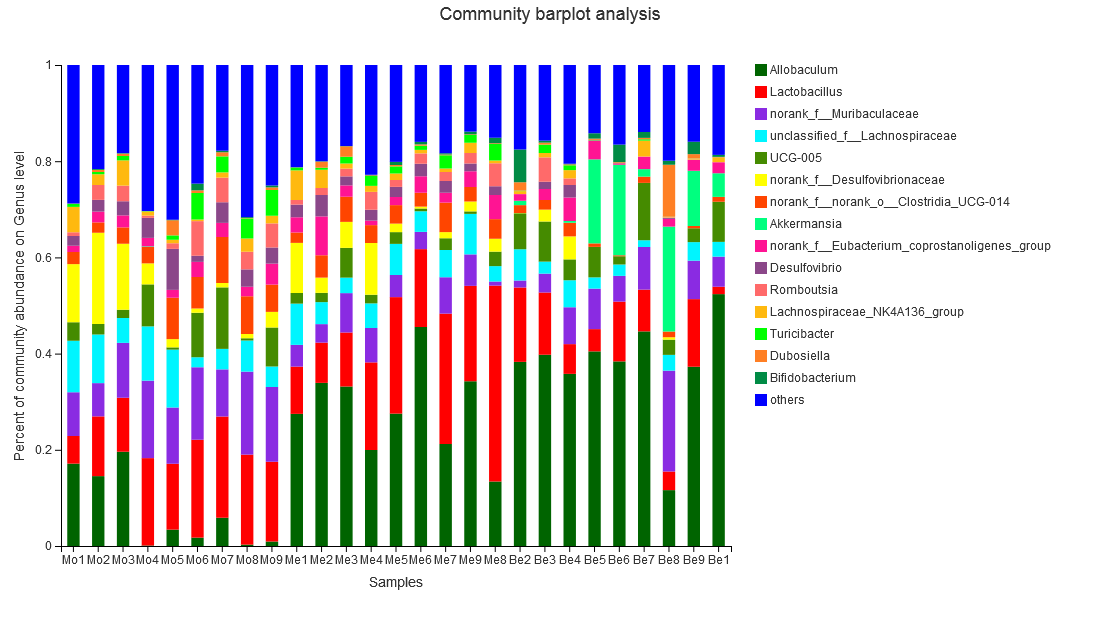 Community barplot analysis
Percent of community abundance on Genus level
1
0.8
0.6
0.4
0.2
0
Mo1 Mo2 Mo3 Mo4 Mo5 Mo6 Mo7 Mo8 Mo9 Me1 Me2 Me3 Me4 Me5 Me6 Me7 Me9 Me8 Be2 Be3 Be4 Be5 Be6 Be7 Be8 Be9 Be1
Samples
Allobaculum
Lactobacillus
norank_f__Muribaculaceae
unclassified_f__Lachnospiraceae
UCG-005
norank_f__Desulfovibrionaceae
norank_f__norank_o__Clostridia_UCG-014
Akkermansia
norank_f__Eubacterium_coprostanoligenes_group
Desulfovibrio
Romboutsia
Lachnospiraceae_NK4A136_group
Turicibacter
Dubosiella
Bifidobacterium
others